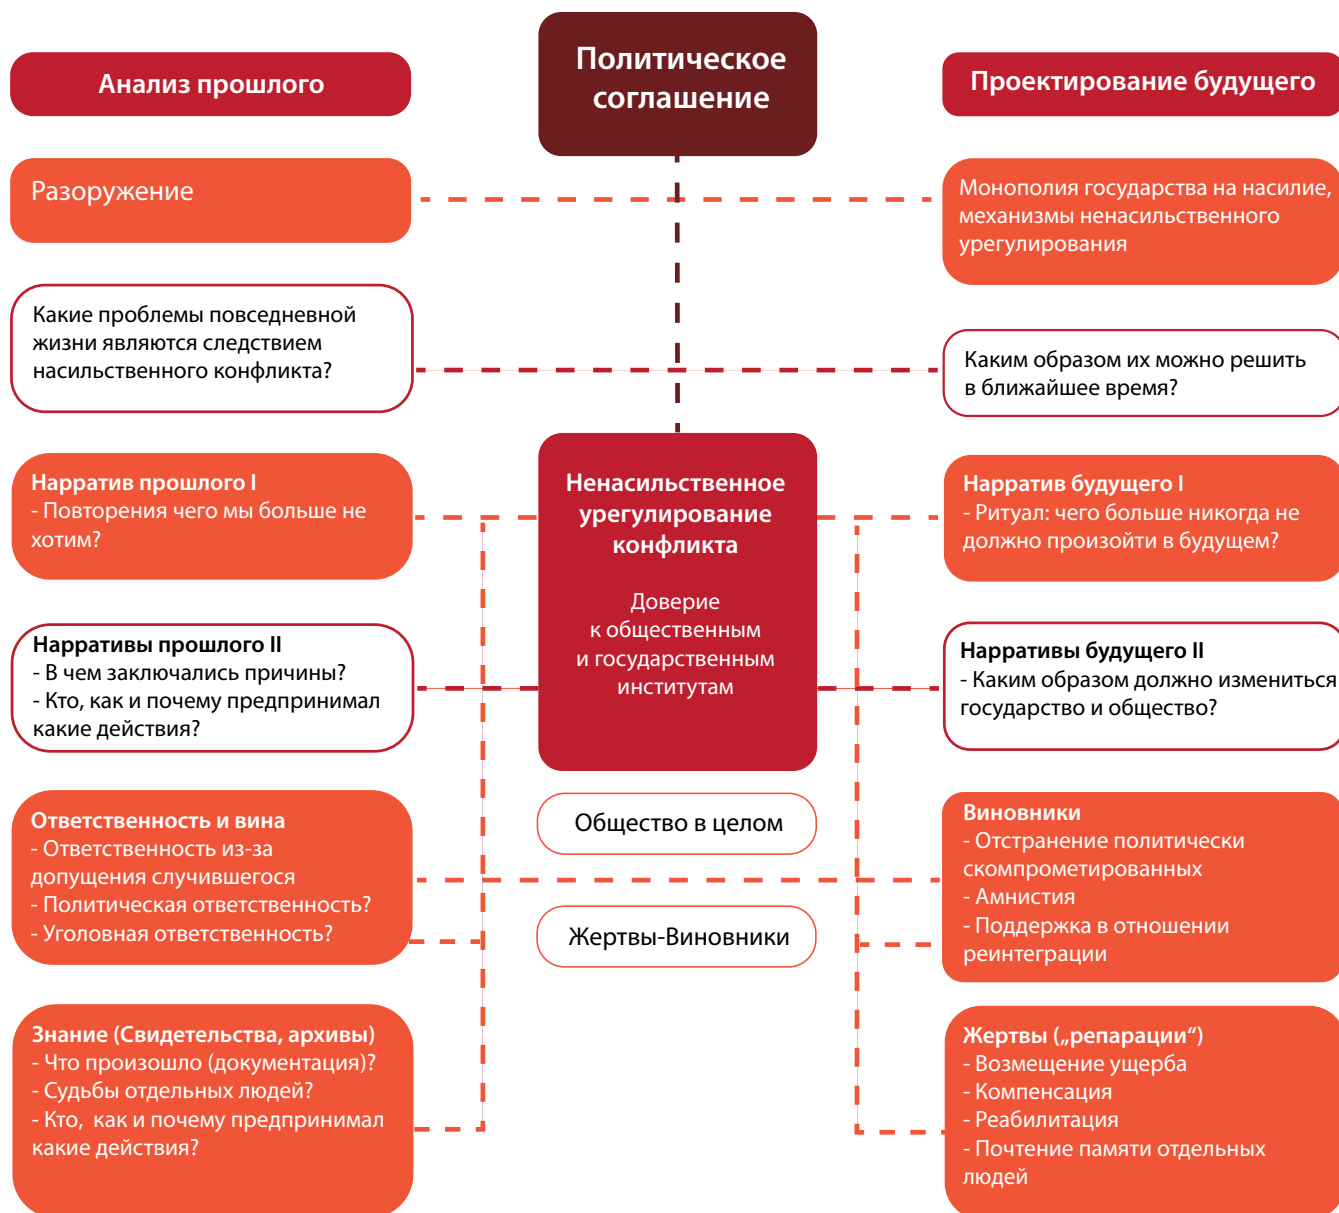 Анализ прошлого
Политическое
соглашение
Проектирование будущего
Разоружение
Монополия государства на насилие,
механизмы ненасильственного
урегулирования
Какие проблемы повседневной
жизни являются следствием
насильственного конфликта?
Каким образом их можно решить
в ближайшее время?
Нарратив прошлого I
- Повторения чего мы больше не
хотим?
Ненасильственное
урегулирование
конфликта
Доверие
к общественным
и государственным
институтам
Нарратив будущего I
- Ритуал: чего больше никогда не
должно произойти в будущем?
Нарративы прошлого II
- В чем заключались причины?
- Кто, как и почему предпринимал
какие действия?
Нарративы будущего II
- Каким образом должно измениться
государство и общество?
Ответственность и вина
- Ответственность из-за
допущения случившегося
- Политическая ответственность?
- Уголовная ответственность?
Общество в целом
Жертвы-Виновники
Виновники
- Отстранение политически
скомпрометированных
- Амнистия
- Поддержка в отношении
реинтеграции
Знание (Свидетельства, архивы)
- Что произошло (документация)?
- Судьбы отдельных людей?
- Кто,  как и почему предпринимал
какие действия?
Жертвы („репарации“)
- Возмещение ущерба
- Компенсация
- Реабилитация
- Почтение памяти отдельных
людей